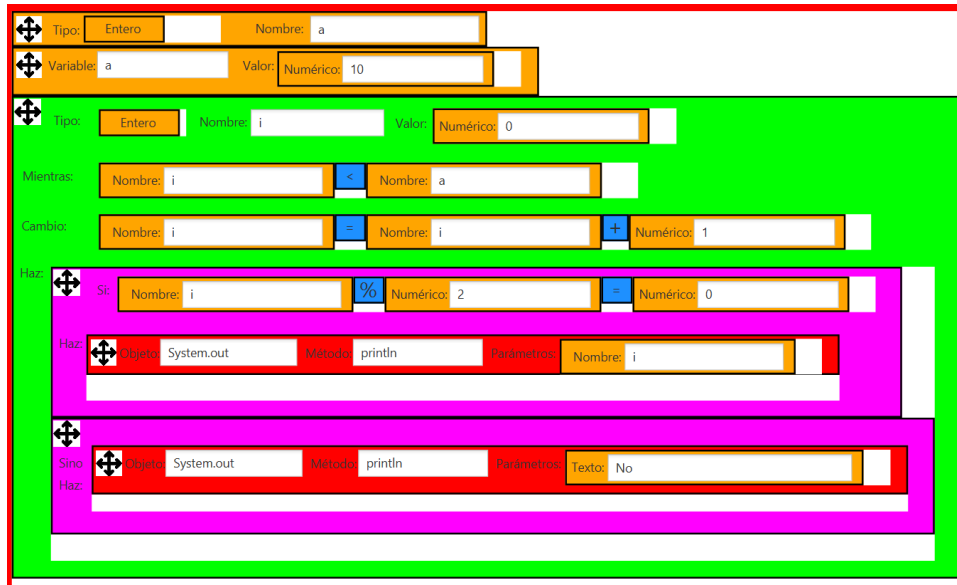 Tipo: Entero Nombre: a
Variable: a Valor: Numérico: 10
Tipo: Entero Nombre: i Valor: Numérico: 0
Mientras: Nombre: i < Nombre: a
Cambio: Nombre: i = Nombre: i + Numérico: 1
Haz:
Si: Nombre: i % Numérico: 2 = Numérico: 0
Haz: Objeto: System.out Método: println Parámetros: Nombre: i
Sino Objeto: System.out Método: println Parámetros: Texto: No
Haz: